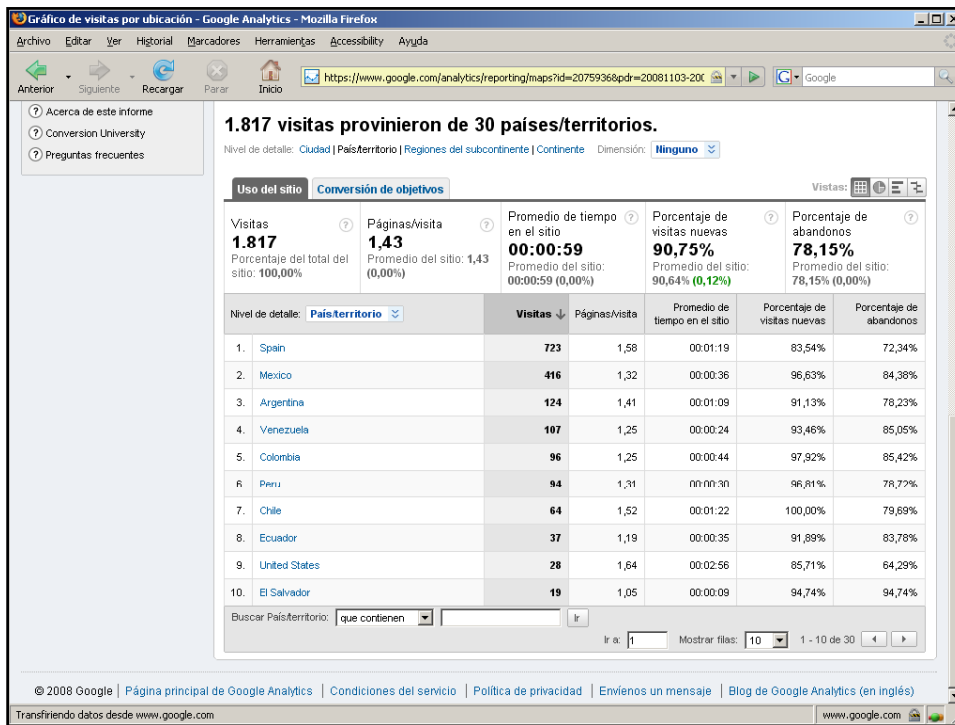 Gráfico de visitas por ubicación - Google Analytics - Mozilla Firefox
Archivo Editar Ver Historial Marcadores Herramientas Accessibility Ayuda
Anterior Siguiente Recargar Parar Inicio
https://www.google.com/analytics/reporting/maps?id=2075936&pdr=20081103-200
Google
Acerca de este informe
Conversion University
Preguntas frecuentes
1.817 visitas provinieron de 30 países/territorios.
Nivel de detalle: Ciudad | País/territorio | Regiones del subcontinente | Continente Dimensión: Ninguno
Uso del sitio Conversión de objetivos Vistas:
Visitas
1.817
Porcentaje del total del
sitio: 100,00%
Páginas/visita
1,43
Promedio del sitio: 1,43
(0,00%)
Promedio de tiempo
en el sitio
00:00:59
Promedio del sitio:
00:00:59 (0,00%)
Porcentaje de
visitas nuevas
90,75%
Promedio del sitio:
90,64% (0,12%)
Porcentaje de
abandonos
78,15%
Promedio del sitio:
78,15% (0,00%)
Nivel de detalle: País/territorio Visitas Páginas/visita Promedio de tiempo en el sitio Porcentaje de visitas nuevas Porcentaje de abandonos
1. Spain 723 1,58 00:01:19 83,54% 72,34%
2. Mexico 416 1,32 00:00:36 96,63% 84,38%
3. Argentina 124 1,41 00:01:09 91,13% 78,23%
4. Venezuela 107 1,25 00:00:24 93,46% 85,05%
5. Colombia 96 1,25 00:00:44 97,92% 85,42%
6. Peru 94 1,31 00:00:30 96,81% 78,72%
7. Chile 64 1,52 00:01:22 100,00% 79,69%
8. Ecuador 37 1,19 00:00:35 91,89% 83,78%
9. United States 28 1,64 00:02:56 85,71% 64,29%
10. El Salvador 19 1,05 00:00:09 94,74% 94,74%
Buscar País/territorio: que contienen Ir
Ir a: 1 Mostrar filas: 10 1 - 10 de 30
© 2008 Google | Página principal de Google Analytics | Condiciones del servicio | Política de privacidad | Envíenos un mensaje | Blog de Google Analytics (en inglés)
Transfiriendo datos desde www.google.com
www.google.com